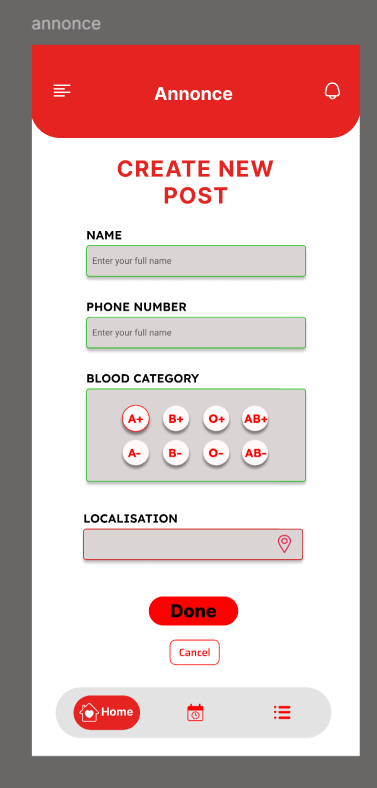 annonce
Annonce
CREATE NEW
POST
NAME
Enter your full name
PHONE NUMBER
Enter your full name
BLOOD CATEGORY
A+ B+ O+ AB+
A- B- O- AB-
LOCALISATION
Done
Cancel
Home